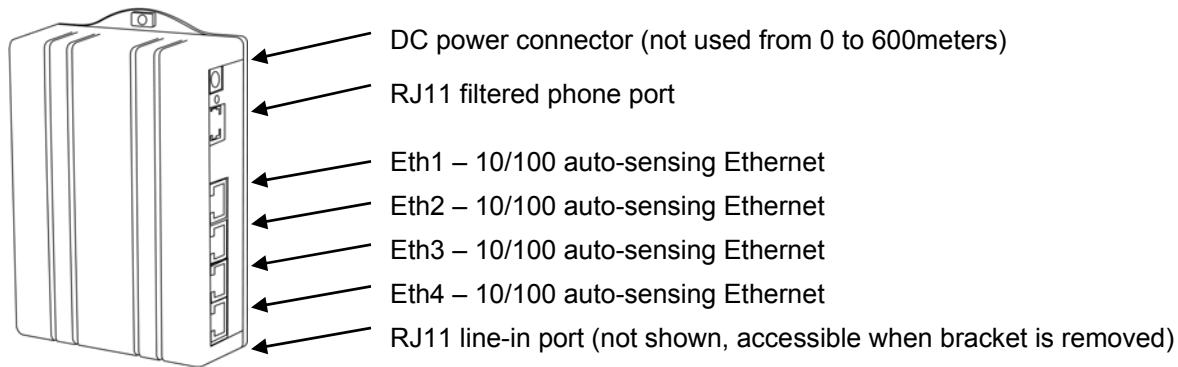 DC power connector (not used from 0 to 600meters)
RJ11 filtered phone port
Eth1 – 10/100 auto-sensing Ethernet
Eth2 – 10/100 auto-sensing Ethernet
Eth3 – 10/100 auto-sensing Ethernet
Eth4 – 10/100 auto-sensing Ethernet
RJ11 line-in port (not shown, accessible when bracket is removed)